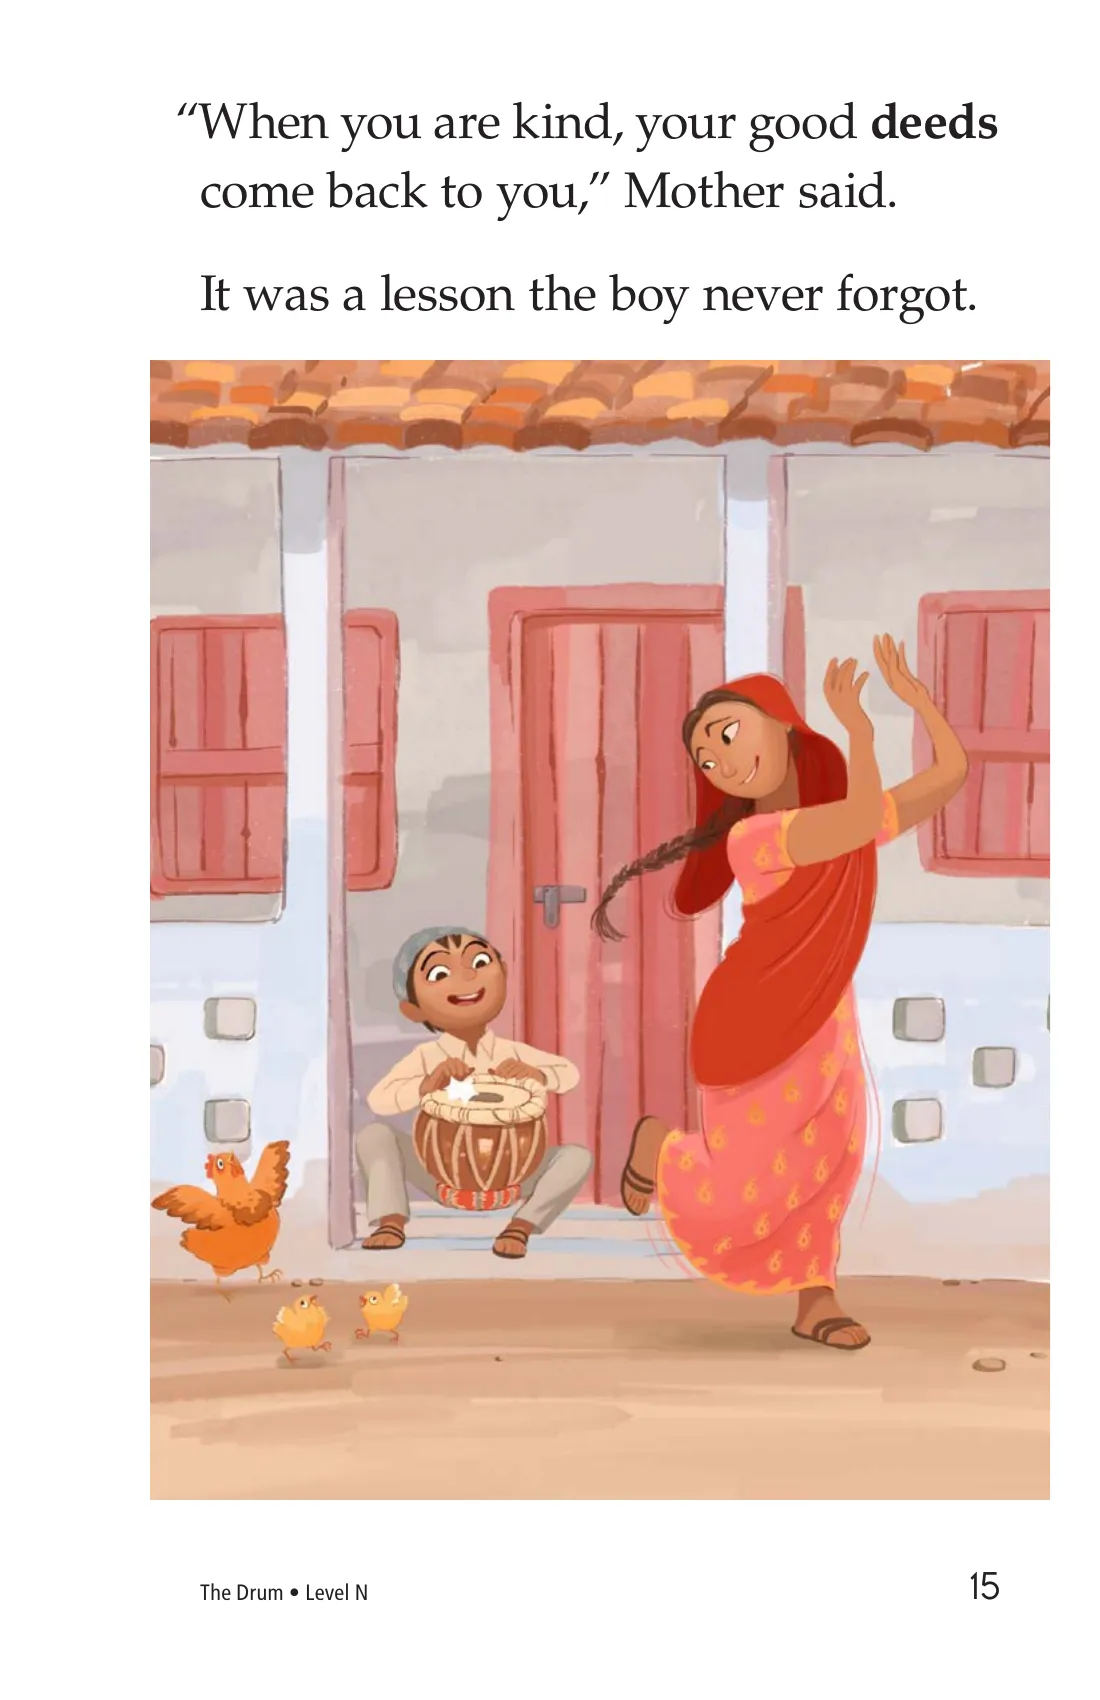 “When you are kind, your good deeds
come back to you,” Mother said.
It was a lesson the boy never forgot.
The Drum • Level N
15